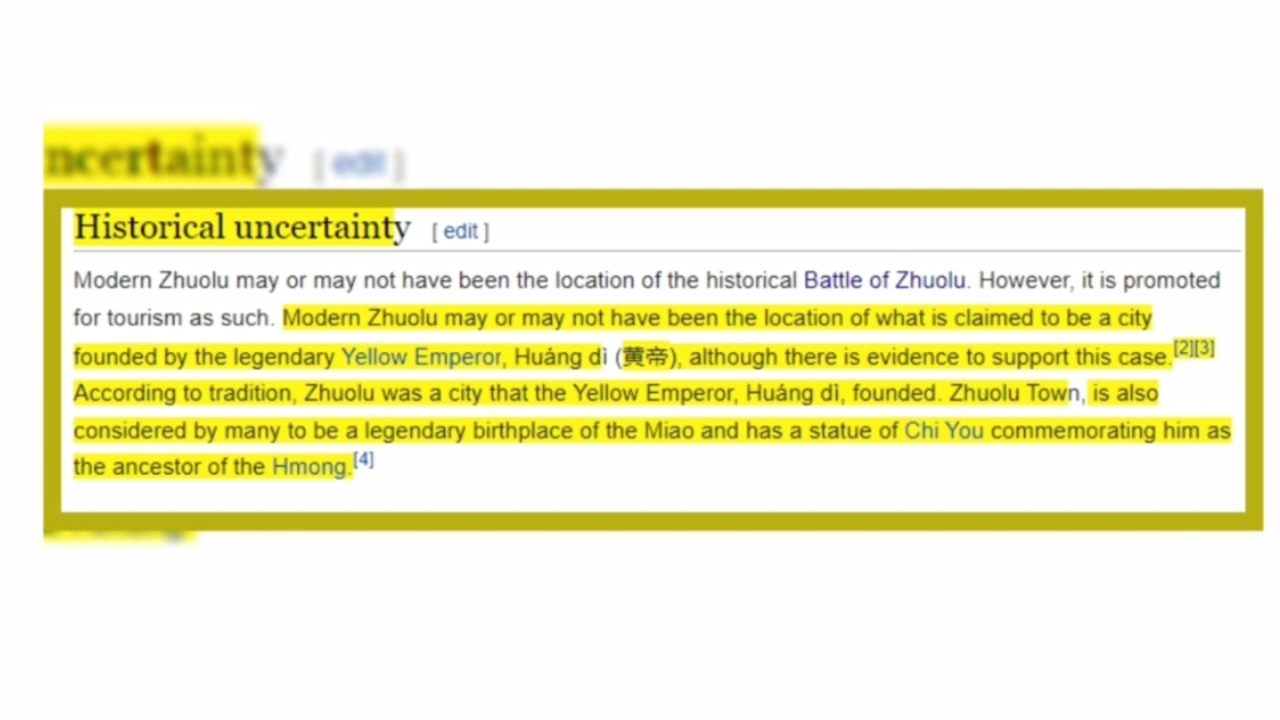 ncertainty [ edit ]
Historical uncertainty [ edit ]
Modern Zhuolu may or may not have been the location of the historical Battle of Zhuolu. However, it is promoted
for tourism as such. Modern Zhuolu may or may not have been the location of what is claimed to be a city
founded by the legendary Yellow Emperor, Huáng dì (黄帝), although there is evidence to support this case.[2][3]
According to tradition, Zhuolu was a city that the Yellow Emperor, Huáng dì, founded. Zhuolu Town, is also
considered by many to be a legendary birthplace of the Miao and has a statue of Chi You commemorating him as
the ancestor of the Hmong.[4]